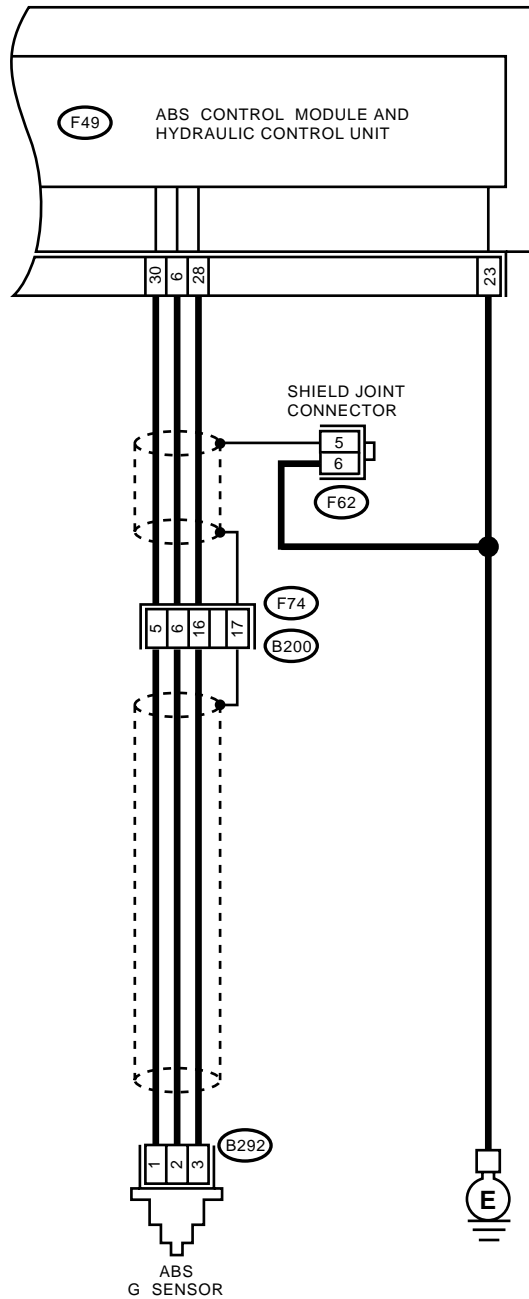 F49
ABS CONTROL MODULE AND
HYDRAULIC CONTROL UNIT
30 6 28 23
SHIELD JOINT
CONNECTOR
5
6
F62
F74
5 6 16 17
B200
B292
1 2 3
E
ABS
G SENSOR